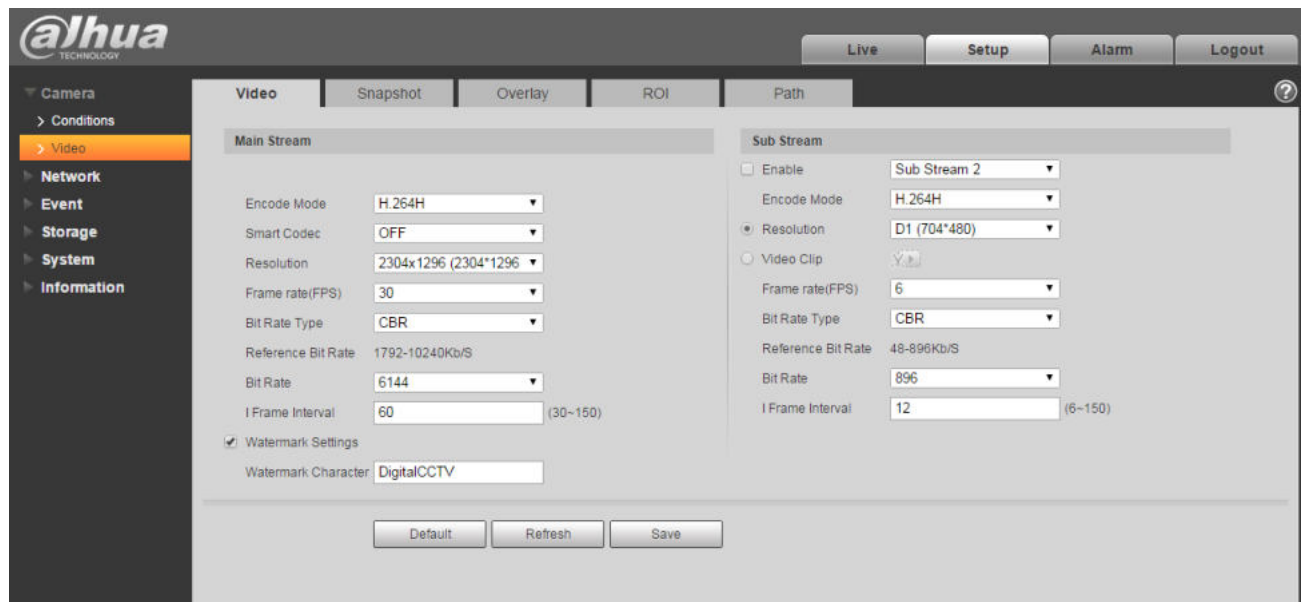 alhua
TECHNOLOGY
Live Setup Alarm Logout
Camera
Conditions
Video
Network
Event
Storage
System
Information
Video Snapshot Overlay ROI Path
?
Main Stream
Encode Mode H.264H
Smart Codec OFF
Resolution 2304x1296 (2304*1296
Frame rate(FPS) 30
Bit Rate Type CBR
Reference Bit Rate 1792-10240Kb/S
Bit Rate 6144
I Frame Interval 60 (30~150)
Watermark Settings
Watermark Character DigitalCCTV
Sub Stream
Enable Sub Stream 2
Encode Mode H.264H
Resolution D1 (704*480)
Video Clip
Frame rate(FPS) 6
Bit Rate Type CBR
Reference Bit Rate 48-896Kb/S
Bit Rate 896
I Frame Interval 12 (6~150)
Default Refresh Save